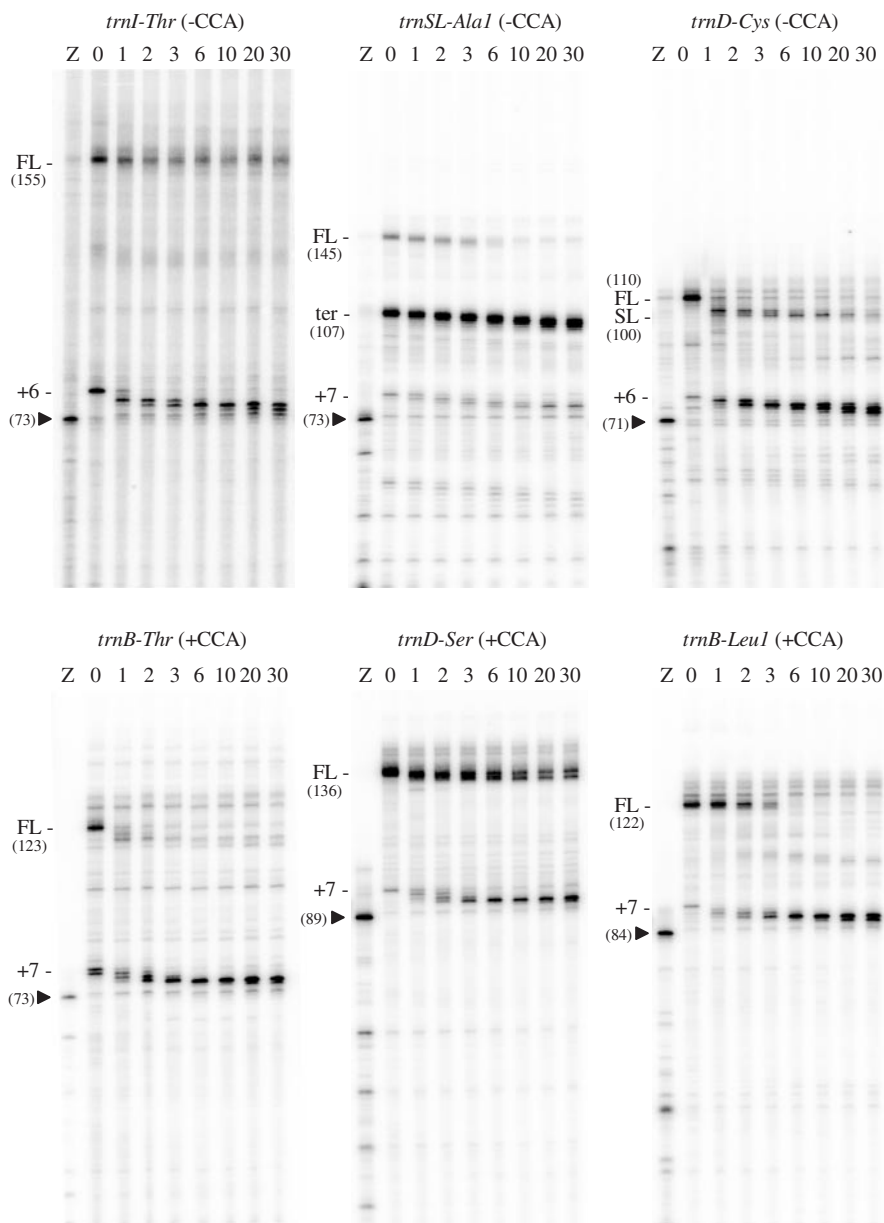 trnI-Thr (-CCA)
Z 0 1 2 3 6 10 20 30
FL -
(155)
+6 -
(73)
trnSL-Ala1 (-CCA)
Z 0 1 2 3 6 10 20 30
FL -
(145)
ter -
(107)
+7 -
(73)
trnD-Cys (-CCA)
Z 0 1 2 3 6 10 20 30
(110)
FL -
SL -
(100)
+6 -
(71)
trnB-Thr (+CCA)
Z 0 1 2 3 6 10 20 30
FL -
(123)
+7 -
(73)
trnD-Ser (+CCA)
Z 0 1 2 3 6 10 20 30
FL -
(136)
+7 -
(89)
trnB-Leu1 (+CCA)
Z 0 1 2 3 6 10 20 30
FL -
(122)
+7 -
(84)